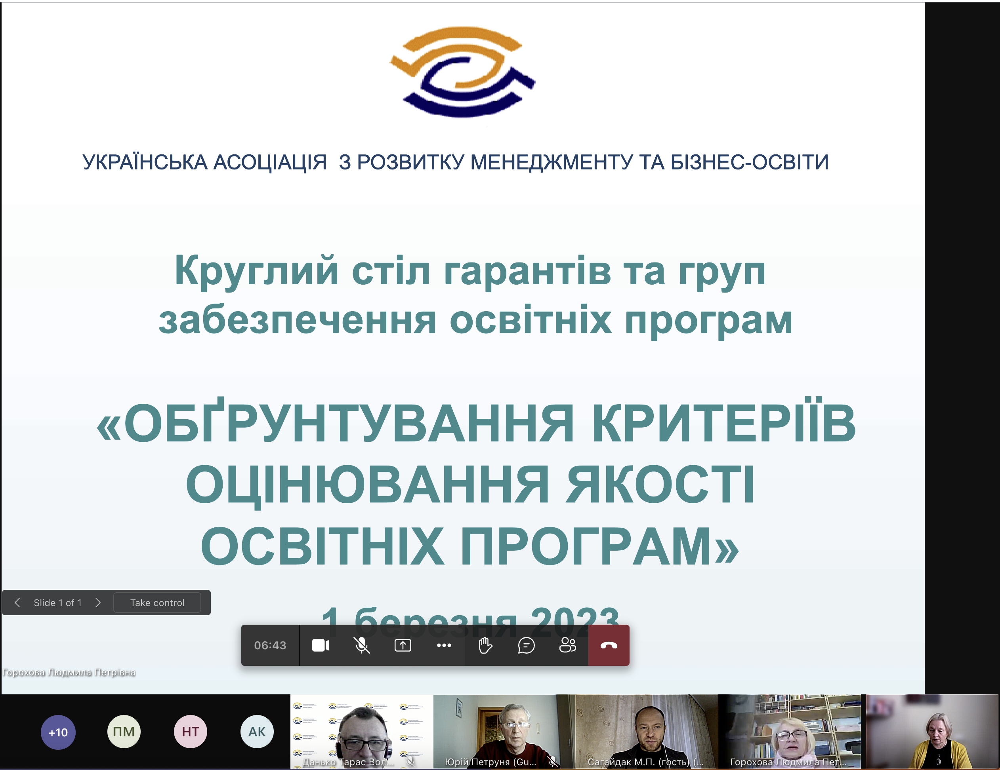 УКРАЇНСЬКА АСОЦІАЦІЯ З РОЗВИТКУ МЕНЕДЖМЕНТУ ТА БІЗНЕС-ОСВІТИ
Круглий стіл гарантів та груп
забезпечення освітніх програм
«ОБҐРУНТУВАННЯ КРИТЕРІЇВ
ОЦІНЮВАННЯ ЯКОСТІ
ОСВІТНІХ ПРОГРАМ»
Slide 1 of 1
Take control
1 березня 2023
06:43
Горохова Людмила Петрівна
+10
ПМ
НТ
АК
Данько Тарас Вол...
Юрій Петруня (Gu...
Сагайдак М.П. (гость) (...
Горохова Людмила Пет...